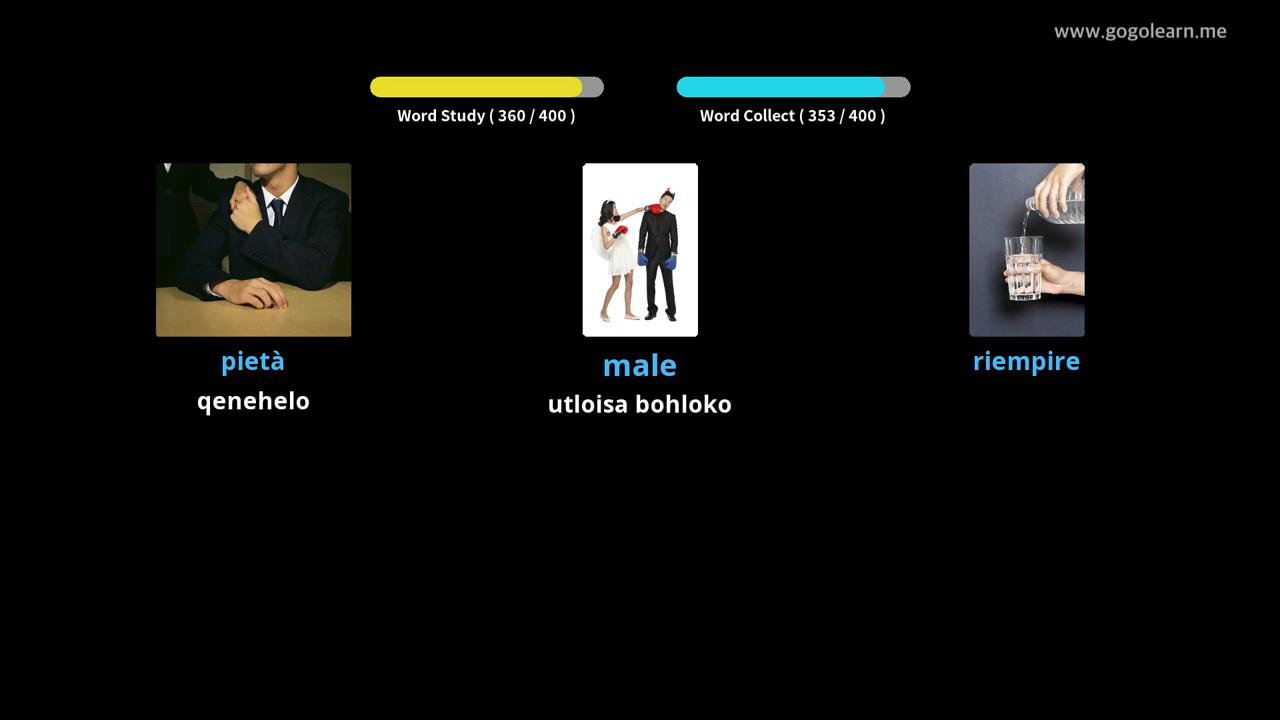 www.gogolearn.me
Word Study ( 360 / 400 )
Word Collect ( 353 / 400 )
pietà
male
riempire
qenehelo
utloisa bohloko